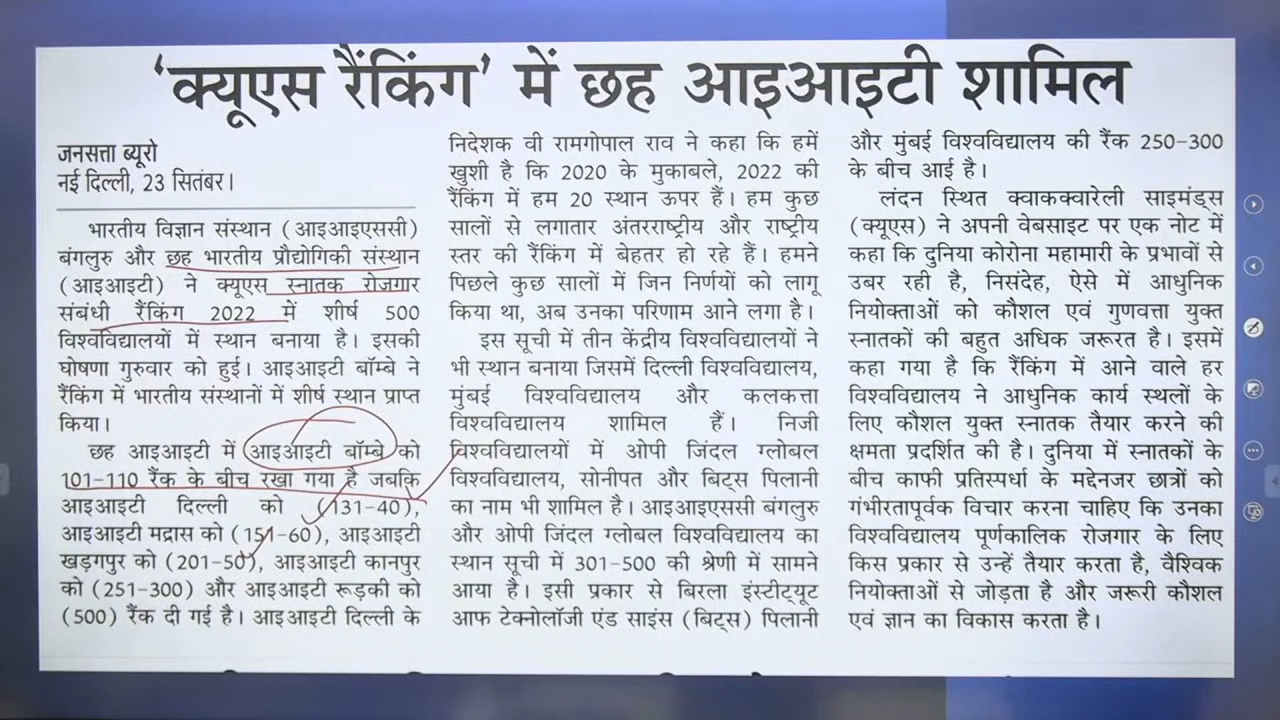 ‘क्यूएस रैंकिंग’ में छह आइआइटी शामिल
जनसत्ता ब्यूरो
नई दिल्ली, 23 सितंबर।
भारतीय विज्ञान संस्थान (आइआइएससी)
बंगलुरु और छह भारतीय प्रौद्योगिकी संस्थान
(आइआइटी) ने क्यूएस स्नातक रोजगार
संबंधी रैंकिंग 2022 में शीर्ष 500
विश्वविद्यालयों में स्थान बनाया है। इसकी
घोषणा गुरुवार को हुई। आइआइटी बॉम्बे ने
रैंकिंग में भारतीय संस्थानों में शीर्ष स्थान प्राप्त
किया।
छह आइआइटी में आइआइटी बॉम्बे को
101-110 रैंक के बीच रखा गया है जबकि
आइआइटी दिल्ली को (131-40),
आइआइटी मद्रास को (151-60), आइआइटी
खड़गपुर को (201-50), आइआइटी कानपुर
को (251-300) और आइआइटी रूड़की को
(500) रैंक दी गई है। आइआइटी दिल्ली के
निदेशक वी रामगोपाल राव ने कहा कि हमें
खुशी है कि 2020 के मुकाबले, 2022 की
रैंकिंग में हम 20 स्थान ऊपर हैं। हम कुछ
सालों से लगातार अंतरराष्ट्रीय और राष्ट्रीय
स्तर की रैंकिंग में बेहतर हो रहे हैं। हमने
पिछले कुछ सालों में जिन निर्णयों को लागू
किया था, अब उनका परिणाम आने लगा है।
इस सूची में तीन केंद्रीय विश्वविद्यालयों ने
भी स्थान बनाया जिसमें दिल्ली विश्वविद्यालय,
मुंबई विश्वविद्यालय और कलकत्ता
विश्वविद्यालय शामिल हैं। निजी
विश्वविद्यालयों में ओपी जिंदल ग्लोबल
विश्वविद्यालय, सोनीपत और बिट्स पिलानी
का नाम भी शामिल है। आइआइएससी बंगलुरु
और ओपी जिंदल ग्लोबल विश्वविद्यालय का
स्थान सूची में 301-500 की श्रेणी में सामने
आया है। इसी प्रकार से बिरला इंस्टीट्यूट
आफ टेक्नोलॉजी एंड साइंस (बिट्स) पिलानी
और मुंबई विश्वविद्यालय की रैंक 250-300
के बीच आई है।
लंदन स्थित क्वाकक्वारेली साइमंड्स
(क्यूएस) ने अपनी वेबसाइट पर एक नोट में
कहा कि दुनिया कोरोना महामारी के प्रभावों से
उबर रही है, निसंदेह, ऐसे में आधुनिक
नियोक्ताओं को कौशल एवं गुणवत्ता युक्त
स्नातकों की बहुत अधिक जरूरत है। इसमें
कहा गया है कि रैंकिंग में आने वाले हर
विश्वविद्यालय ने आधुनिक कार्य स्थलों के
लिए कौशल युक्त स्नातक तैयार करने की
क्षमता प्रदर्शित की है। दुनिया में स्नातकों के
बीच काफी प्रतिस्पर्धा के मद्देनजर छात्रों को
गंभीरतापूर्वक विचार करना चाहिए कि उनका
विश्वविद्यालय पूर्णकालिक रोजगार के लिए
किस प्रकार से उन्हें तैयार करता है, वैश्विक
नियोक्ताओं से जोड़ता है और जरूरी कौशल
एवं ज्ञान का विकास करता है।